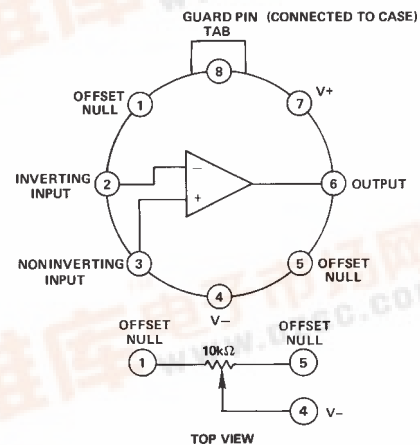 GUARD PIN (CONNECTED TO CASE)
TAB
8
OFFSET
NULL
1
7
V+
INVERTING
INPUT
2
−
+
6
OUTPUT
NONINVERTING
INPUT
3
5
OFFSET
NULL
4
V−
OFFSET
NULL
10kΩ
OFFSET
NULL
1
5
4
V−
TOP VIEW